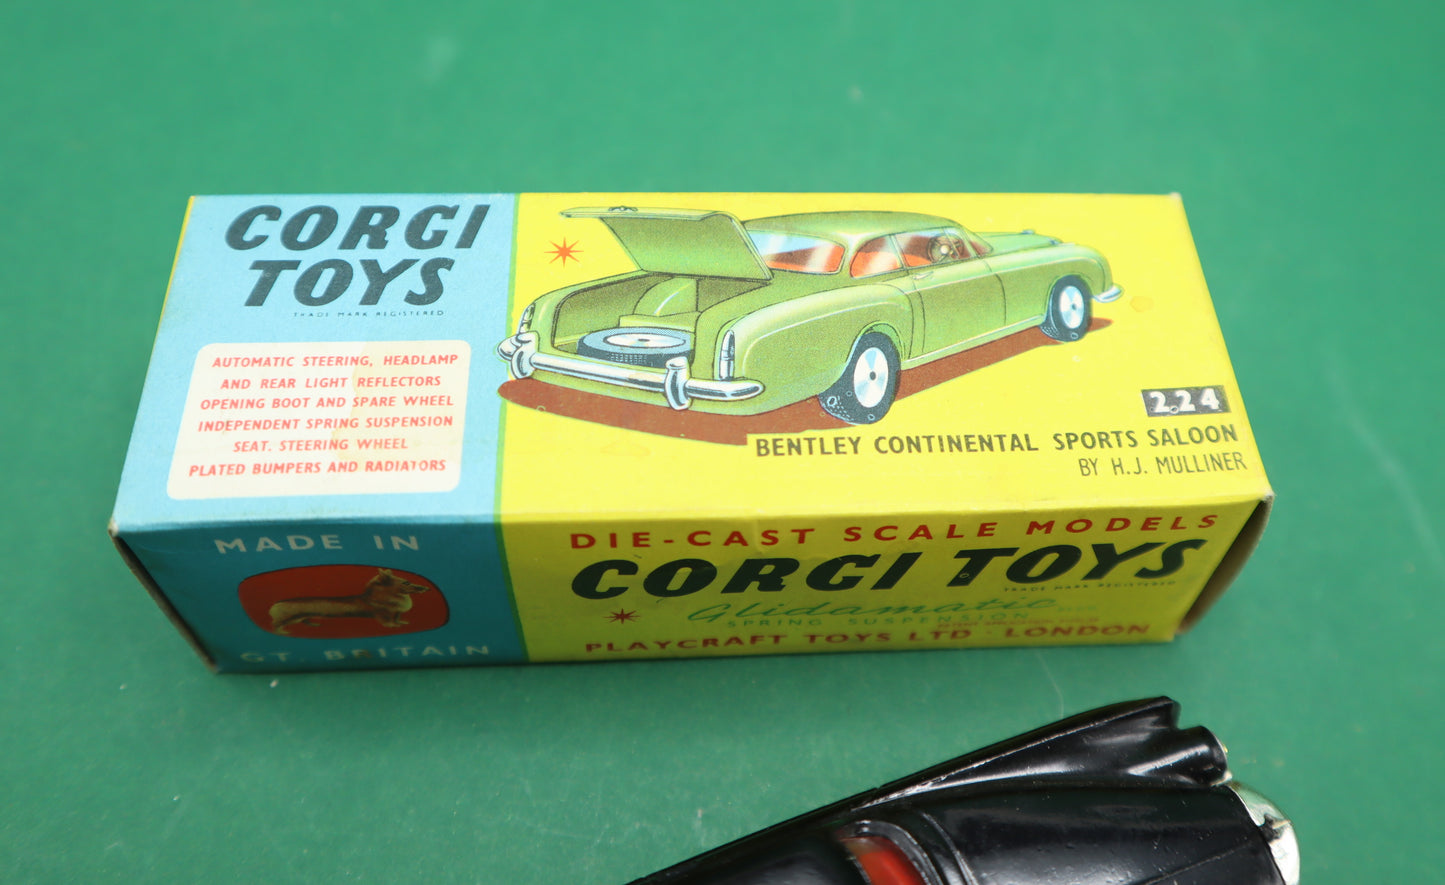 CORGI
TOYS
TRADE MARK REGISTERED
AUTOMATIC STEERING, HEADLAMP
AND REAR LIGHT REFLECTORS
OPENING BOOT AND SPARE WHEEL
INDEPENDENT SPRING SUSPENSION
SEAT. STEERING WHEEL
PLATED BUMPERS AND RADIATORS
224
BENTLEY CONTINENTAL SPORTS SALOON
BY H.J. MULLINER
MADE IN
GT. BRITAIN
DIE-CAST SCALE MODELS
CORGI TOYS
TRADE MARK REGISTERED
Glidamatic
SPRING SUSPENSION
PLAYCRAFT TOYS LTD · LONDON